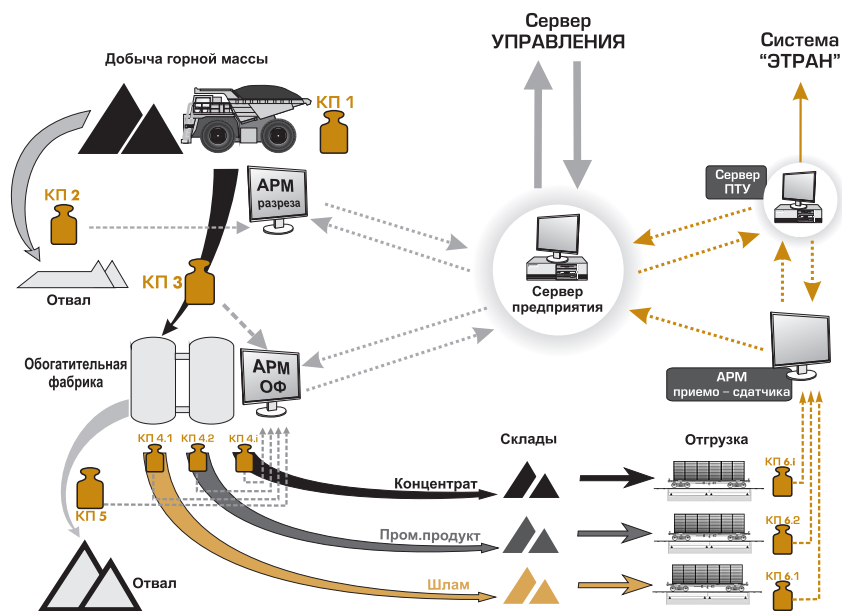 Сервер
УПРАВЛЕНИЯ
Система
“ЭТРАН”
Добыча горной массы
КП 1
АРМ
разреза
КП 2
Сервер
ПТУ
КП 3
Отвал
Сервер
предприятия
Обогатительная
фабрика
АРМ
ОФ
АРМ
приемо – сдатчика
КП 4.1
КП 4.2
КП 4.i
Склады
Отгрузка
КП 6.i
Концентрат
КП 5
КП 6.2
Пром.продукт
КП 6.1
Шлам
Отвал